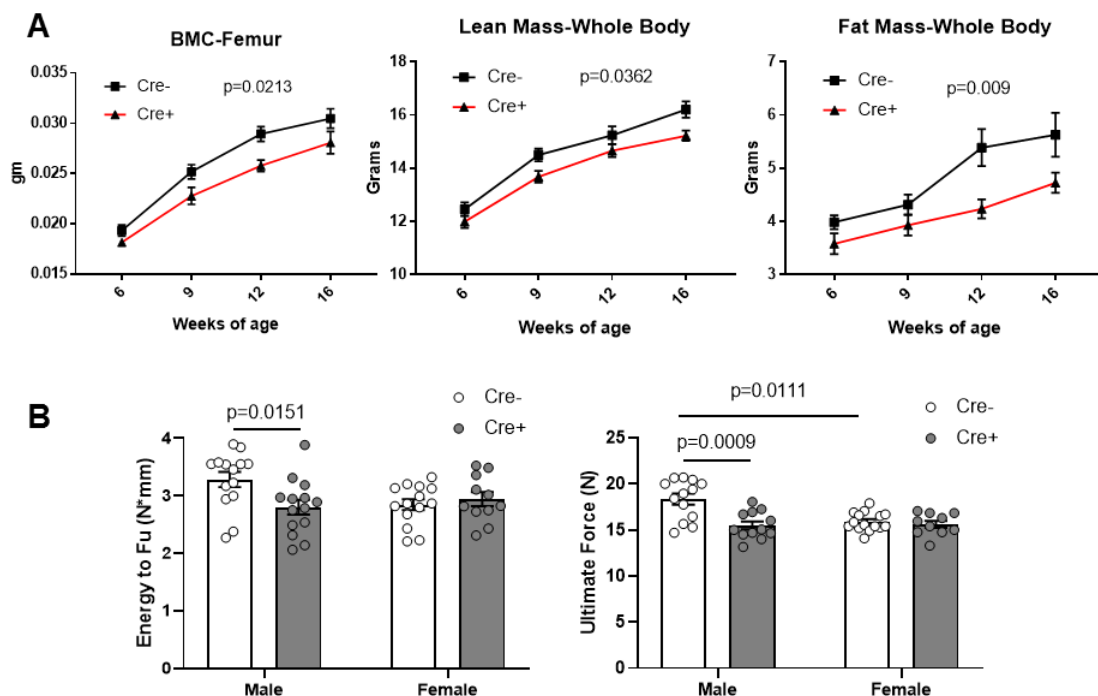 A
BMC-Femur
Lean Mass-Whole Body
Fat Mass-Whole Body
0.035
0.030
0.025
0.020
0.015
gm
Cre-
Cre+
p=0.0213
6
9
12
16
Weeks of age
18
16
14
12
10
Grams
Cre-
Cre+
p=0.0362
6
9
12
16
Weeks of age
7
6
5
4
3
Grams
Cre-
Cre+
p=0.009
6
9
12
16
Weeks of age
B
p=0.0151
Cre-
Cre+
4
3
2
1
0
Energy to Fu (N*mm)
Male
Female
p=0.0111
p=0.0009
Cre-
Cre+
25
20
15
10
5
0
Ultimate Force (N)
Male
Female